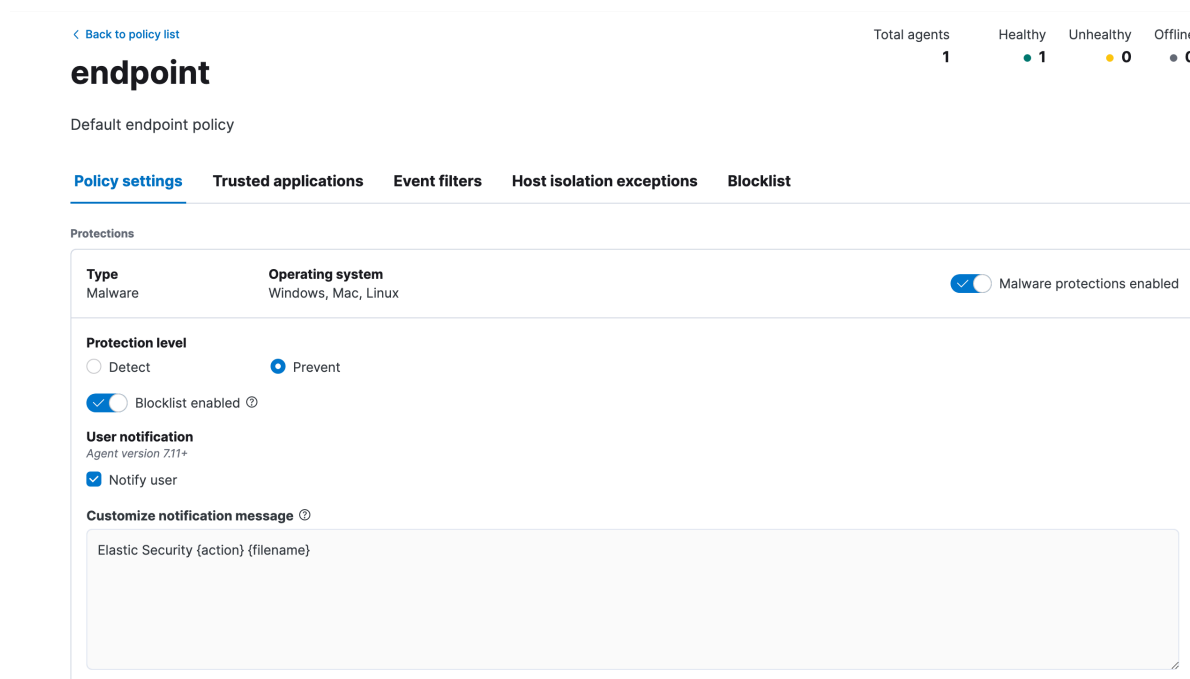 Back to policy list
Total agents Healthy Unhealthy Offline
1 1 0 0
endpoint
Default endpoint policy
Policy settings Trusted applications Event filters Host isolation exceptions Blocklist
Protections
Type Operating system
Malware Windows, Mac, Linux
Malware protections enabled
Protection level
Detect Prevent
Blocklist enabled
User notification
Agent version 7.11+
Notify user
Customize notification message
Elastic Security {action} {filename}